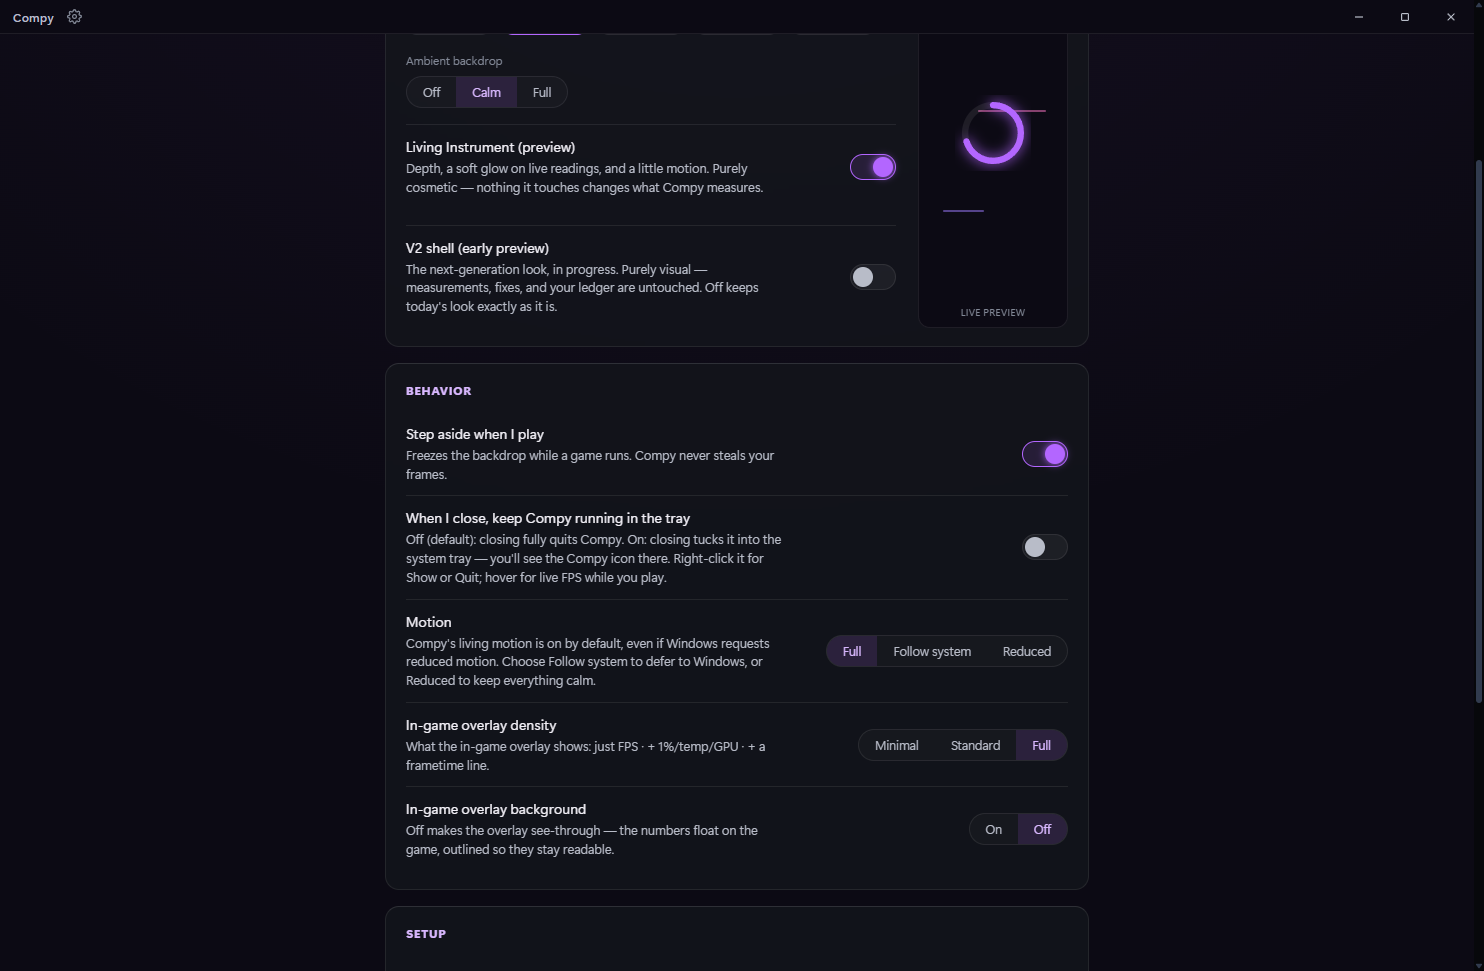 Compy
Ambient backdrop
Off Calm Full
Living Instrument (preview)
Depth, a soft glow on live readings, and a little motion. Purely
cosmetic — nothing it touches changes what Compy measures.
V2 shell (early preview)
The next-generation look, in progress. Purely visual —
measurements, fixes, and your ledger are untouched. Off keeps
today's look exactly as it is.
LIVE PREVIEW
BEHAVIOR
Step aside when I play
Freezes the backdrop while a game runs. Compy never steals your
frames.
When I close, keep Compy running in the tray
Off (default): closing fully quits Compy. On: closing tucks it into the
system tray — you'll see the Compy icon there. Right-click it for
Show or Quit; hover for live FPS while you play.
Motion
Compy's living motion is on by default, even if Windows requests
reduced motion. Choose Follow system to defer to Windows, or
Reduced to keep everything calm.
Full Follow system Reduced
In-game overlay density
What the in-game overlay shows: just FPS · + 1%/temp/GPU · + a
frametime line.
Minimal Standard Full
In-game overlay background
Off makes the overlay see-through — the numbers float on the
game, outlined so they stay readable.
On Off
SETUP